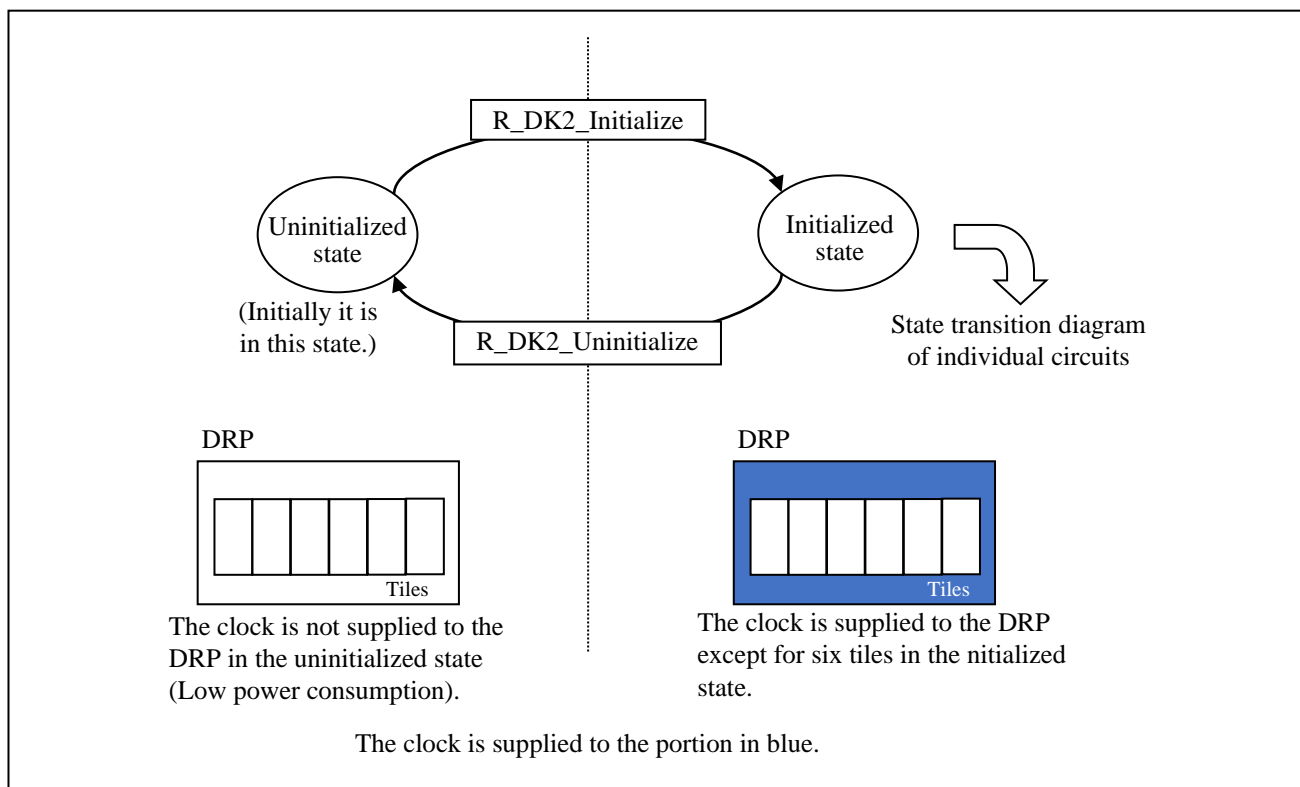 R_DK2_Initialize
Uninitialized
state
Initialized
state
(Initially it is
in this state.)
R_DK2_Uninitialize
State transition diagram
of individual circuits
DRP
Tiles
The clock is not supplied to the
DRP in the uninitialized state
(Low power consumption).
DRP
Tiles
The clock is supplied to the DRP
except for six tiles in the nitialized
state.
The clock is supplied to the portion in blue.